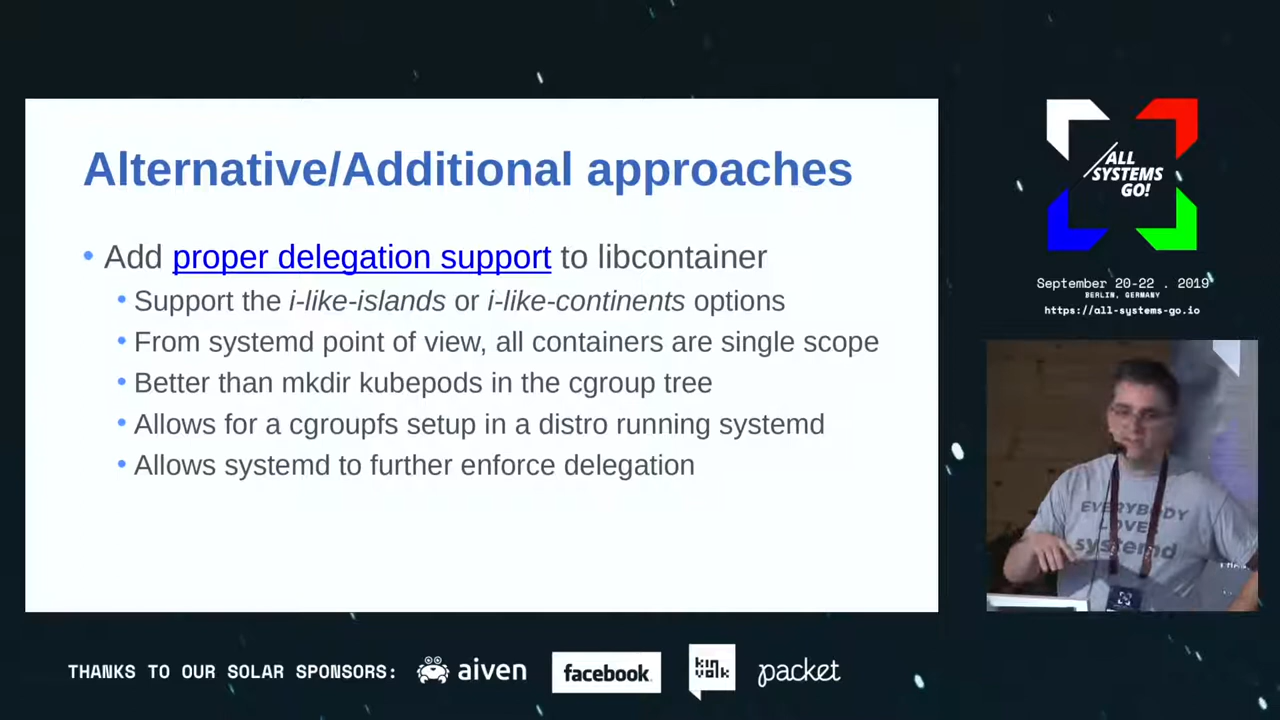 Alternative/Additional approaches
• Add proper delegation support to libcontainer
• Support the i-like-islands or i-like-continents options
• From systemd point of view, all containers are single scope
• Better than mkdir kubepods in the cgroup tree
• Allows for a cgroupfs setup in a distro running systemd
• Allows systemd to further enforce delegation
ALL
SYSTEMS
GO!
September 20-22 . 2019
BERLIN, GERMANY
https://all-systems-go.io
EVERYBODY
LOVES
systemd
THANKS TO OUR SOLAR SPONSORS:
aiven
facebook
kinvolk
packet